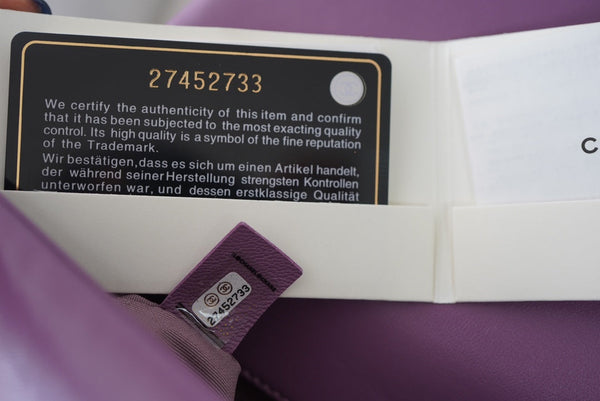 27452733
We certify the authenticity of this item and confirm
that it has been subjected to the most exacting quality
control. Its high quality is a symbol of the fine reputation
of the Trademark.
Wir bestätigen, dass es sich um einen Artikel handelt,
der während seiner Herstellung strengsten Kontrollen
unterworfen war, und dessen erstklassige Qualität
C
27452733